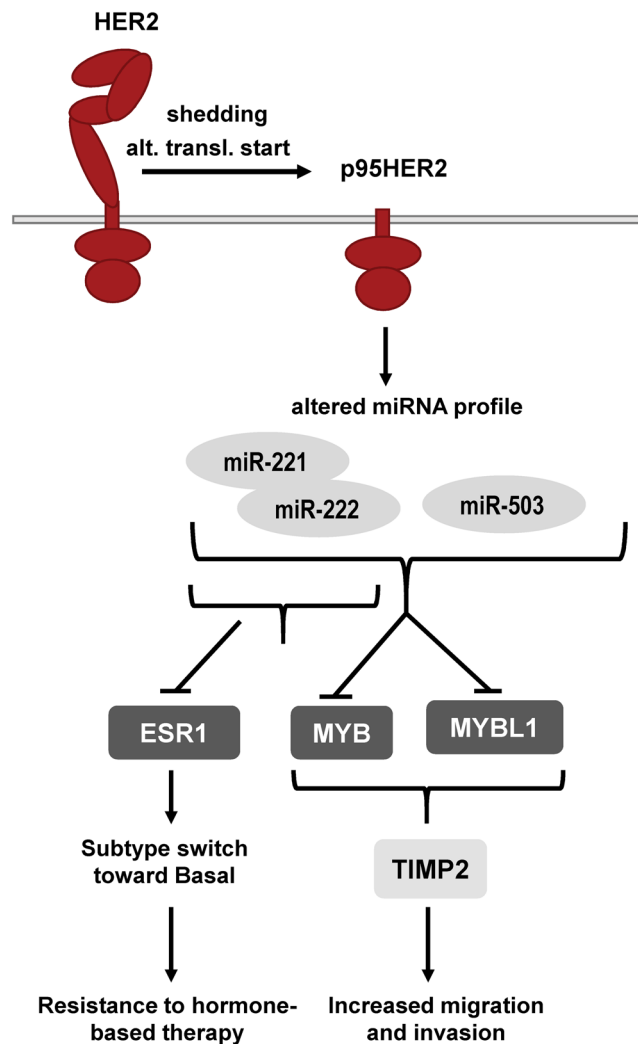 HER2
shedding
alt. transl. start
p95HER2
altered miRNA profile
miR-221
miR-222
miR-503
ESR1
MYB
MYBL1
Subtype switch
toward Basal
TIMP2
Resistance to hormone-
based therapy
Increased migration
and invasion